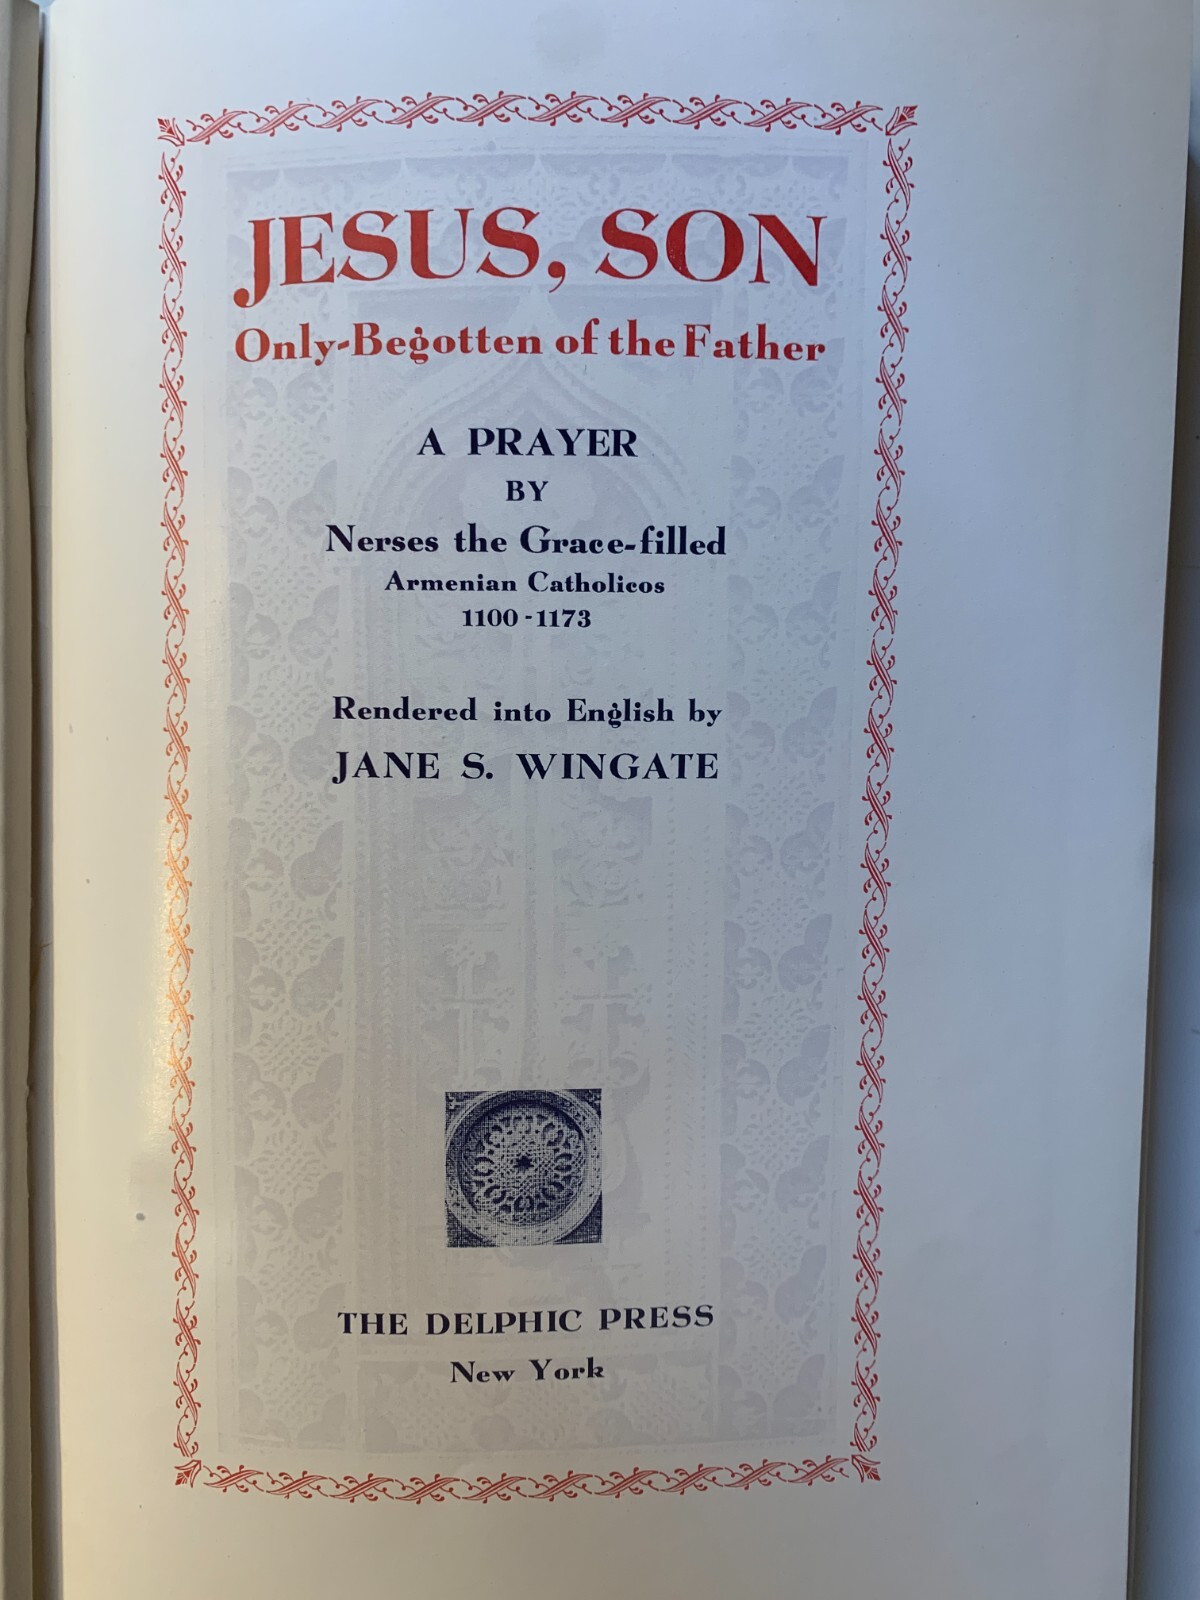 JESUS, SON
Only-Begotten of the Father
A PRAYER
BY
Nerses the Grace-filled
Armenian Catholicos
1100-1173
Rendered into English by
JANE S. WINGATE
THE DELPHIC PRESS
New York